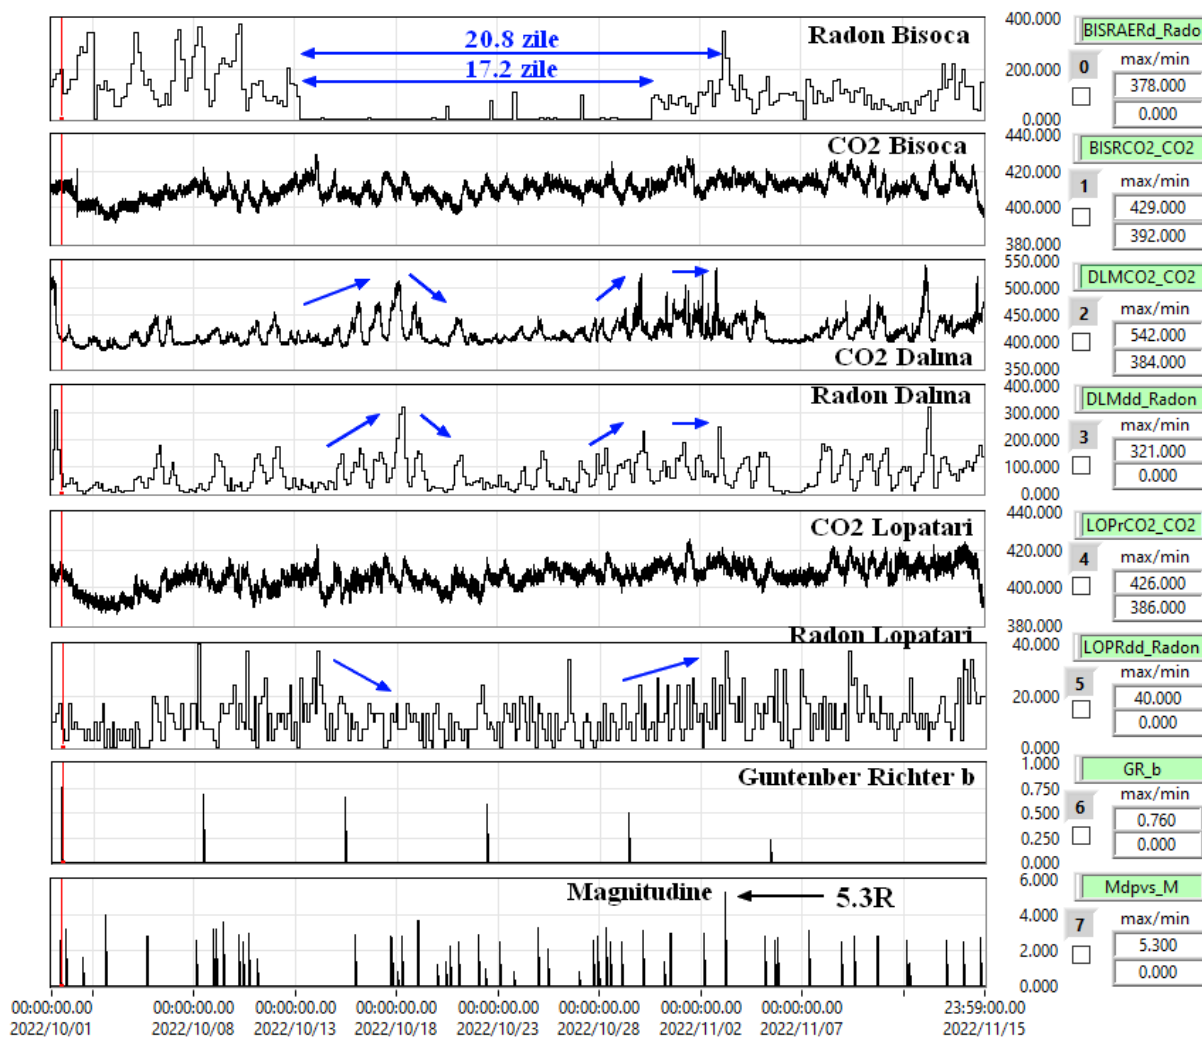 Radon Bisoca
20.8 zile
17.2 zile
400.000
200.000
0.000
BISRAERd_Rado
0
max/min
378.000
0.000
CO2 Bisoca
440.000
420.000
400.000
380.000
BISRCO2_CO2
1
max/min
429.000
392.000
CO2 Dalma
550.000
500.000
450.000
400.000
350.000
DLMCO2_CO2
2
max/min
542.000
384.000
Radon Dalma
400.000
300.000
200.000
100.000
0.000
DLMdd_Radon
3
max/min
321.000
0.000
CO2 Lopatari
440.000
420.000
400.000
380.000
LOPrCO2_CO2
4
max/min
426.000
386.000
Radon Lopatari
40.000
20.000
0.000
LOPRdd_Radon
5
max/min
40.000
0.000
Guntenber Richter b
1.000
0.750
0.500
0.250
0.000
GR_b
6
max/min
0.760
0.000
Magnitudine
5.3R
6.000
4.000
2.000
0.000
Mdpvs_M
7
max/min
5.300
0.000
00:00:00.00 00:00:00.00 00:00:00.00 00:00:00.00 00:00:00.00 00:00:00.00 00:00:00.00 00:00:00.00 23:59:00.00
2022/10/01 2022/10/08 2022/10/13 2022/10/18 2022/10/23 2022/10/28 2022/11/02 2022/11/07 2022/11/15